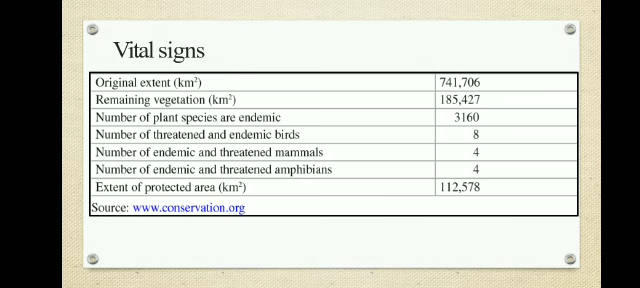 Vital signs
Original extent (km²) 741,706
Remaining vegetation (km²) 185,427
Number of plant species are endemic 3160
Number of threatened and endemic birds 8
Number of endemic and threatened mammals 4
Number of endemic and threatened amphibians 4
Extent of protected area (km²) 112,578
Source: www.conservation.org